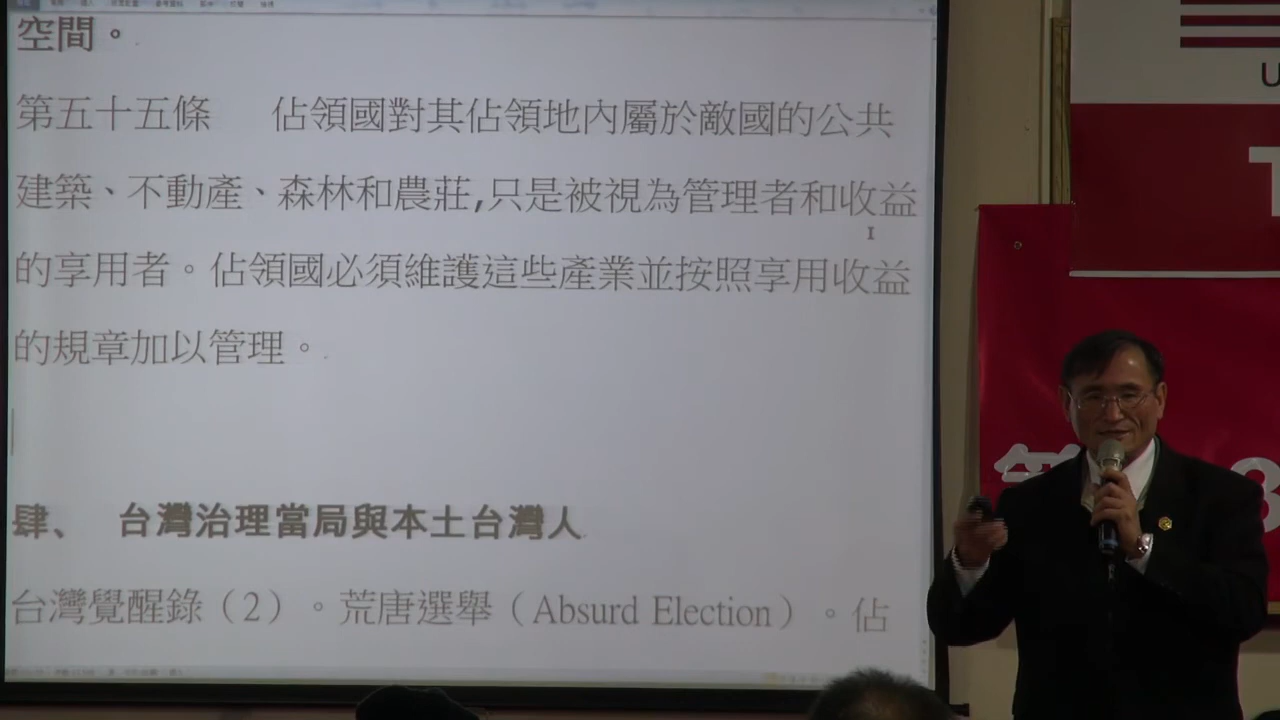 空間。
第五十五條 佔領國對其佔領地內屬於敵國的公共
建築、不動產、森林和農莊,只是被視為管理者和收益
的享用者。佔領國必須維護這些產業並按照享用收益
的規章加以管理。
肆、 台灣治理當局與本土台灣人
台灣覺醒錄（2）。荒唐選舉（Absurd Election）。佔
U
T
第
3